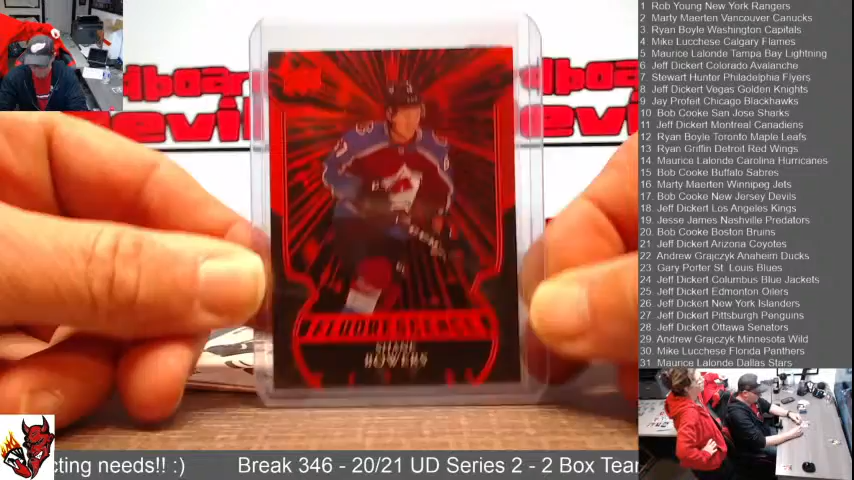 1 Rob Young New York Rangers
2 Marty Maerten Vancouver Canucks
3 Ryan Boyle Washington Capitals
4 Mike Lucchese Calgary Flames
5 Maurice Lalonde Tampa Bay Lightning
6 Jeff Dickert Colorado Avalanche
7 Stewart Hunter Philadelphia Flyers
8 Jeff Dickert Vegas Golden Knights
9 Jay Profeit Chicago Blackhawks
10 Bob Cooke San Jose Sharks
11 Jeff Dickert Montreal Canadiens
12 Ryan Boyle Toronto Maple Leafs
13 Ryan Griffin Detroit Red Wings
14 Maurice Lalonde Carolina Hurricanes
15 Bob Cooke Buffalo Sabres
16 Marty Maerten Winnipeg Jets
17 Bob Cooke New Jersey Devils
18 Jeff Dickert Los Angeles Kings
19 Jesse James Nashville Predators
20 Bob Cooke Boston Bruins
21 Jeff Dickert Arizona Coyotes
22 Andrew Grajczyk Anaheim Ducks
23 Gary Porter St Louis Blues
24 Jeff Dickert Columbus Blue Jackets
25 Jeff Dickert Edmonton Oilers
26 Jeff Dickert New York Islanders
27 Jeff Dickert Pittsburgh Penguins
28 Jeff Dickert Ottawa Senators
29 Andrew Grajczyk Minnesota Wild
30 Mike Lucchese Florida Panthers
31 Maurice Lalonde Dallas Stars
FLUORESCENCE
BOWERS
cting needs!! :) Break 346 - 20/21 UD Series 2 - 2 Box Tea